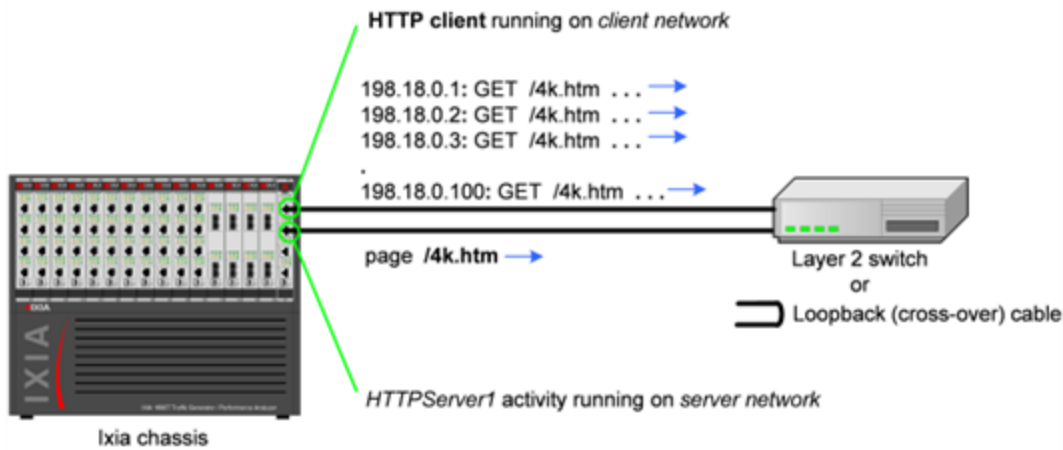 HTTP client running on client network
198.18.0.1: GET /4k.htm . . .
198.18.0.2: GET /4k.htm . . .
198.18.0.3: GET /4k.htm . . .
.
198.18.0.100: GET /4k.htm . . .
page /4k.htm
Layer 2 switch
or
Loopback (cross-over) cable
IXIA
IXIA
HTTPServer1 activity running on server network
Ixia chassis